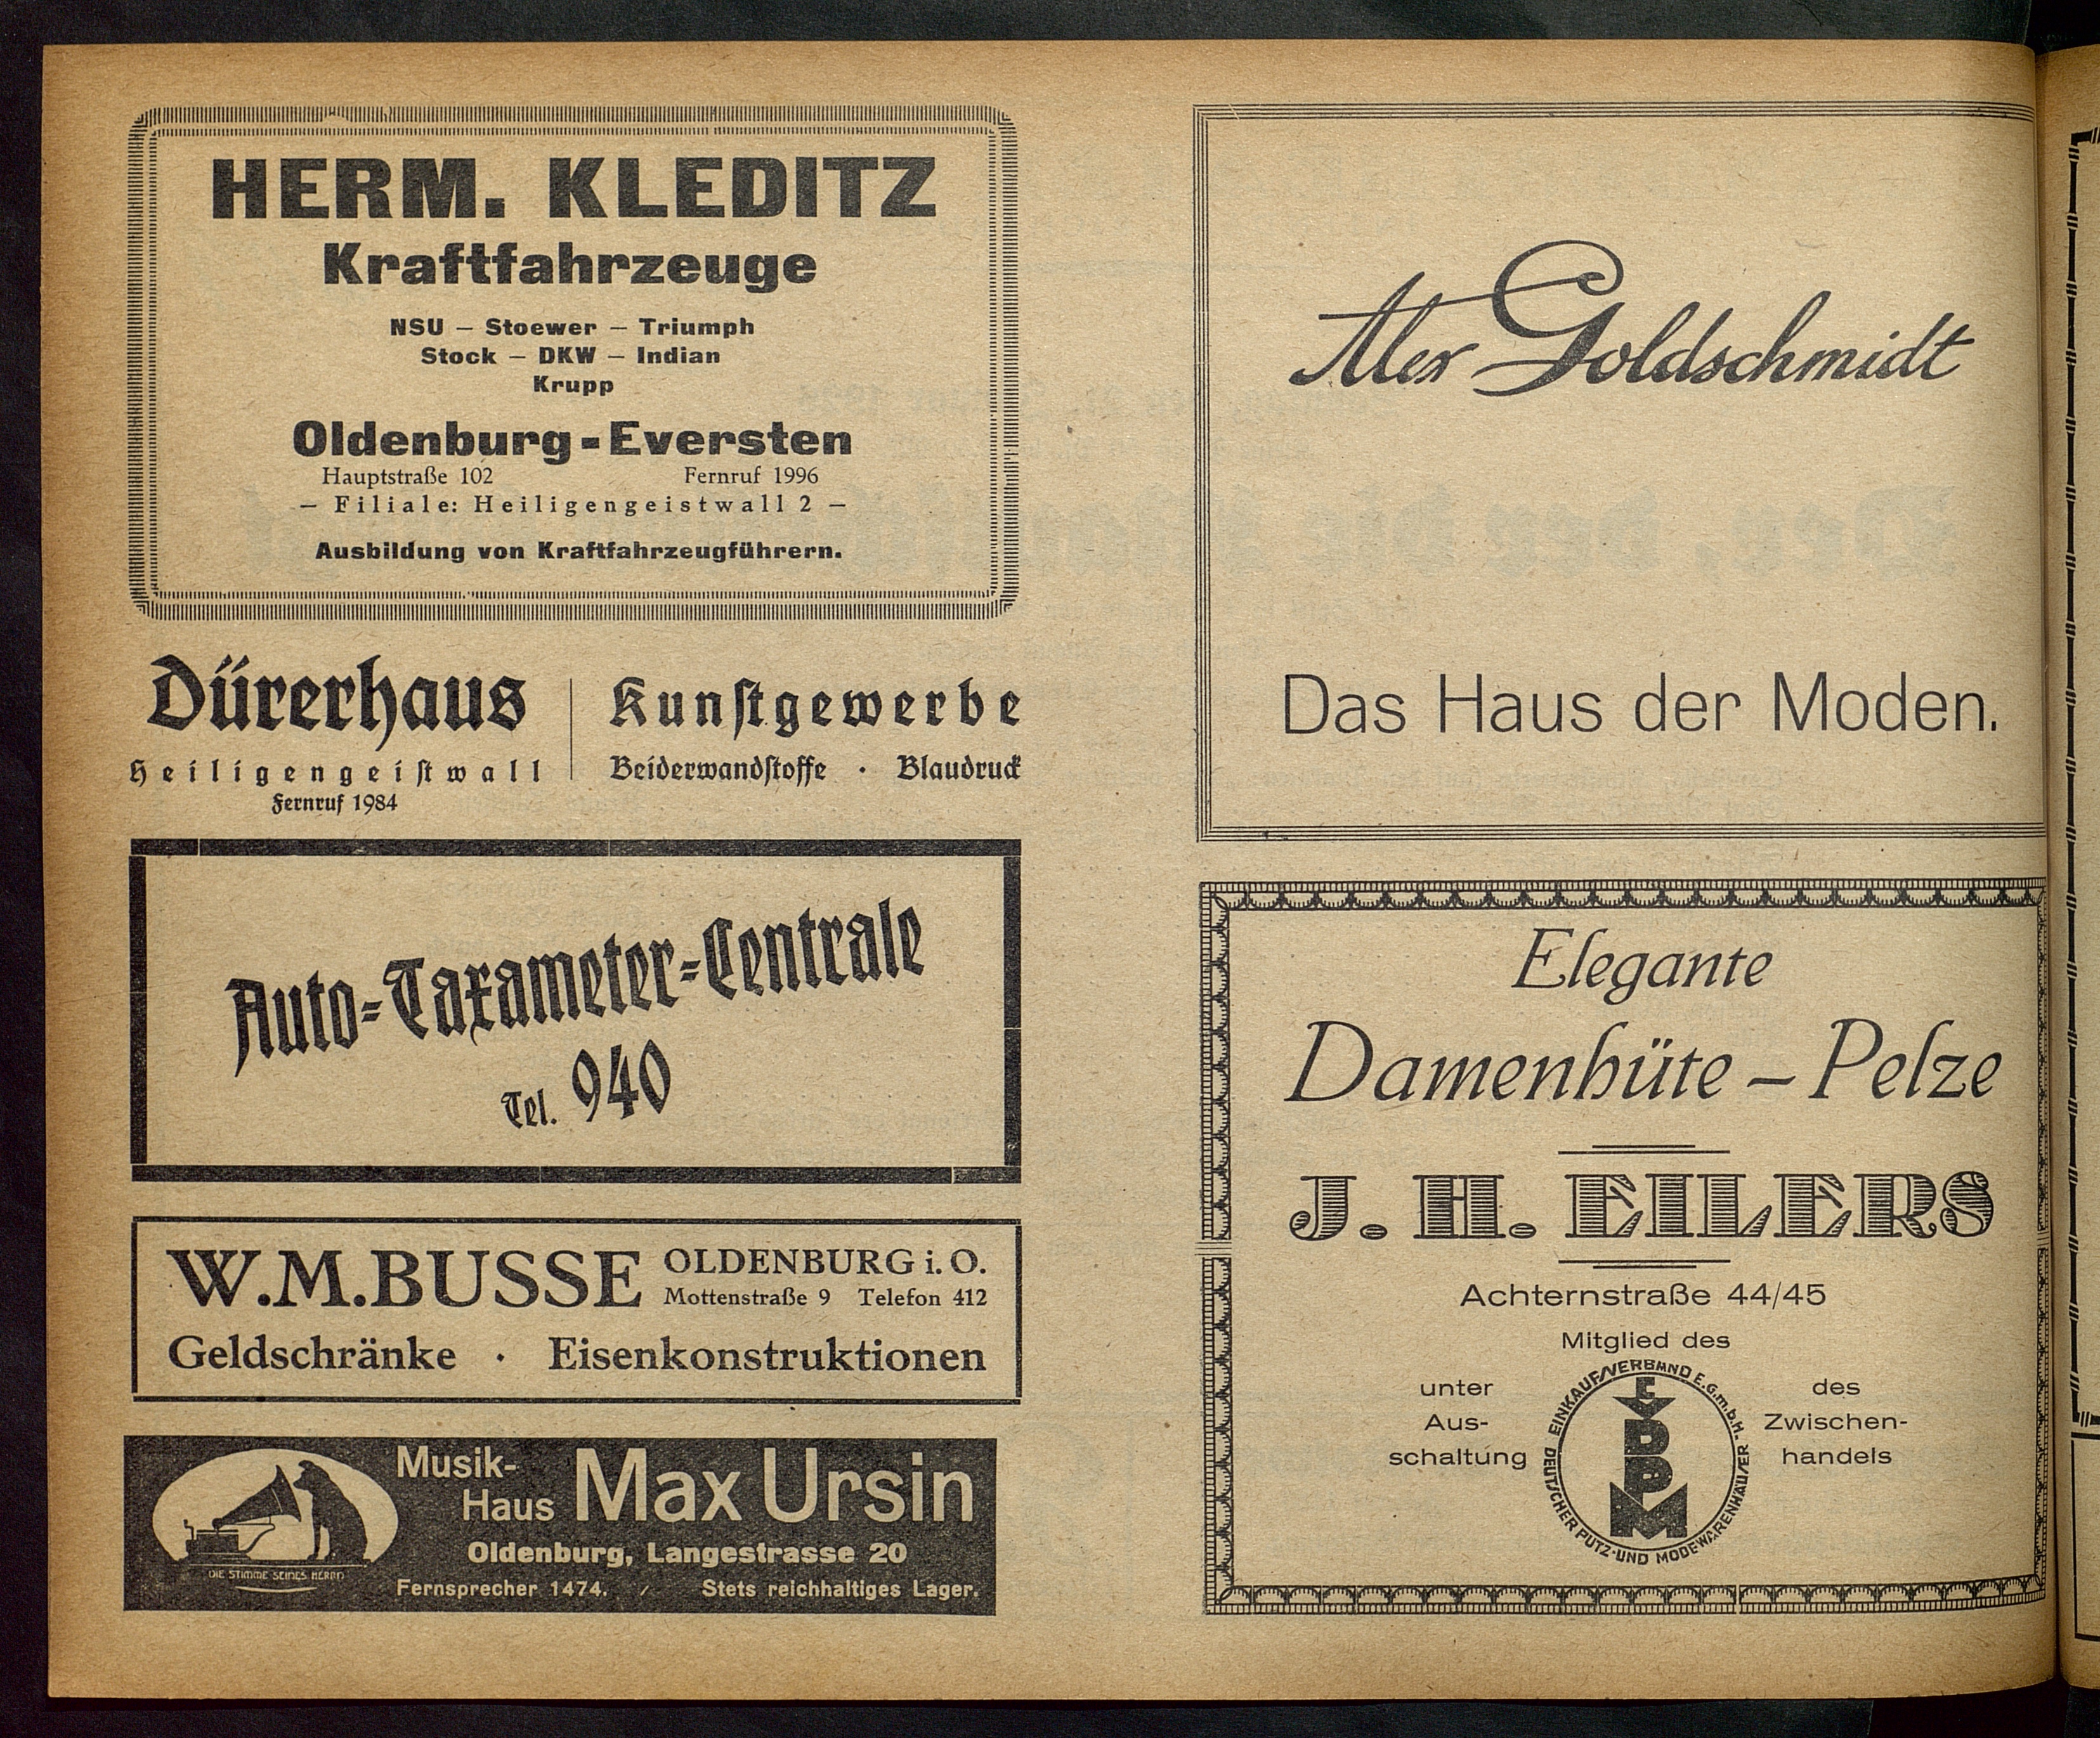 HERM. KLEDITZ
Kraftfahrzeuge
NSU – Stoewer – Triumph
Stock – DKW – Indian
Krupp
Oldenburg-Eversten
Hauptstraße 102 Fernruf 1996
– Filiale: Heiligengeistwall 2 –
Ausbildung von Kraftfahrzeugführern.
Dürerhaus
Heiligengeistwall
Fernruf 1984
Kunstgewerbe
Beiderwandstoffe · Blaudruck
Auto-Taxameter-Centrale
Tel. 940
W.M.BUSSE
OLDENBURG i. O.
Mottenstraße 9 Telefon 412
Geldschränke · Eisenkonstruktionen
DIE STIMME SEINES HERRN
Musik-
Haus Max Ursin
Oldenburg, Langestrasse 20
Fernsprecher 1474. / Stets reichhaltiges Lager.
Alex Goldschmidt
Das Haus der Moden.
Elegante
Damenhüte – Pelze
J. H. EILERS
Achternstraße 44/45
Mitglied des
unter
Aus-
schaltung
EINKAUFSVERBAND E.G.m.b.H.
DEUTSCHER PUTZ-UND MODEWARENHÄUSER
E
V
D
P
M
des
Zwischen-
handels